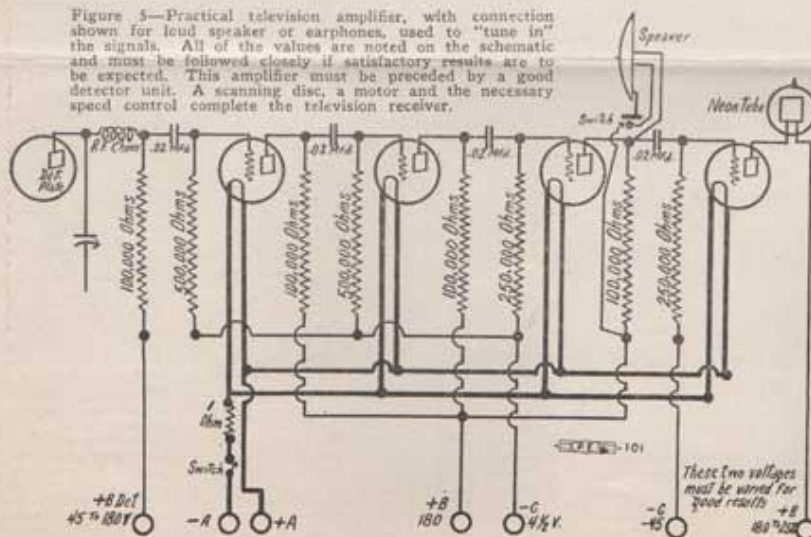 Figure 5—Practical television amplifier, with connection
shown for loud speaker or earphones, used to "tune in"
the signals. All of the values are noted on the schematic
and must be followed closely if satisfactory results are to
be expected. This amplifier must be preceded by a good
detector unit. A scanning disc, a motor and the necessary
speed control complete the television receiver.
Speaker
Switch
Neon Tube
Det.
Plate
R.F. Choke
.02 Mfd.
.02 Mfd.
.02 Mfd.
.02 Mfd.
100,000 Ohms
500,000 Ohms
100,000 Ohms
500,000 Ohms
100,000 Ohms
250,000 Ohms
100,000 Ohms
250,000 Ohms
1
Ohm
Switch
101
These two voltages
must be varied for
good results
+B Det
45 to 180 V
-A
+A
+B
180
-C
4½ V.
-C
-45
+B
180 to 250